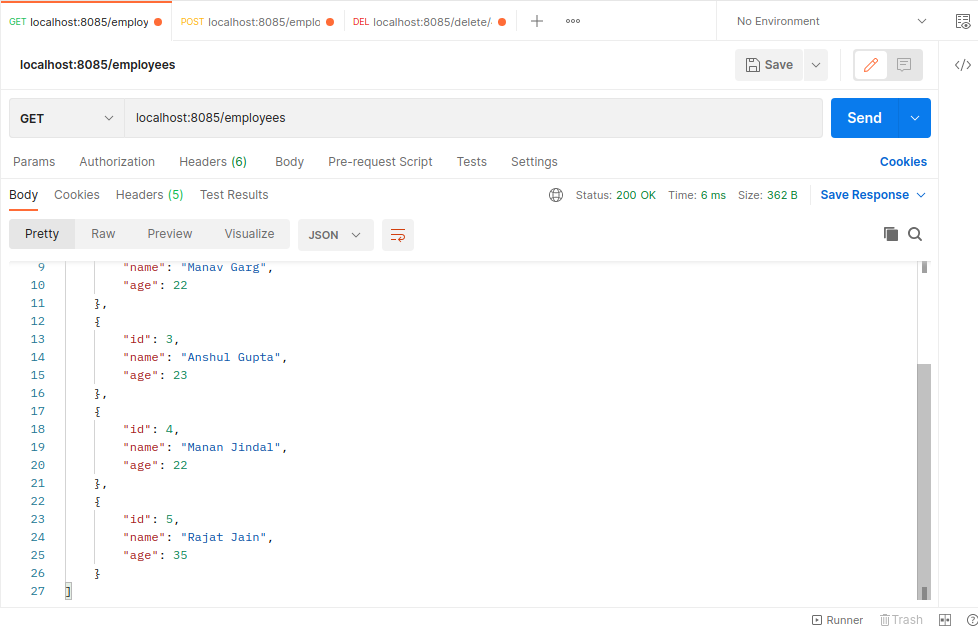 GET localhost:8085/employ POST localhost:8085/emplo DEL localhost:8085/delete/ No Environment
localhost:8085/employees Save
GET localhost:8085/employees Send
Params Authorization Headers (6) Body Pre-request Script Tests Settings Cookies
Body Cookies Headers (5) Test Results Status: 200 OK Time: 6 ms Size: 362 B Save Response
Pretty Raw Preview Visualize JSON
9 "name": "Manav Garg",
10 "age": 22
11 },
12 {
13 "id": 3,
14 "name": "Anshul Gupta",
15 "age": 23
16 },
17 {
18 "id": 4,
19 "name": "Manan Jindal",
20 "age": 22
21 },
22 {
23 "id": 5,
24 "name": "Rajat Jain",
25 "age": 35
26 }
27 ]
Runner Trash